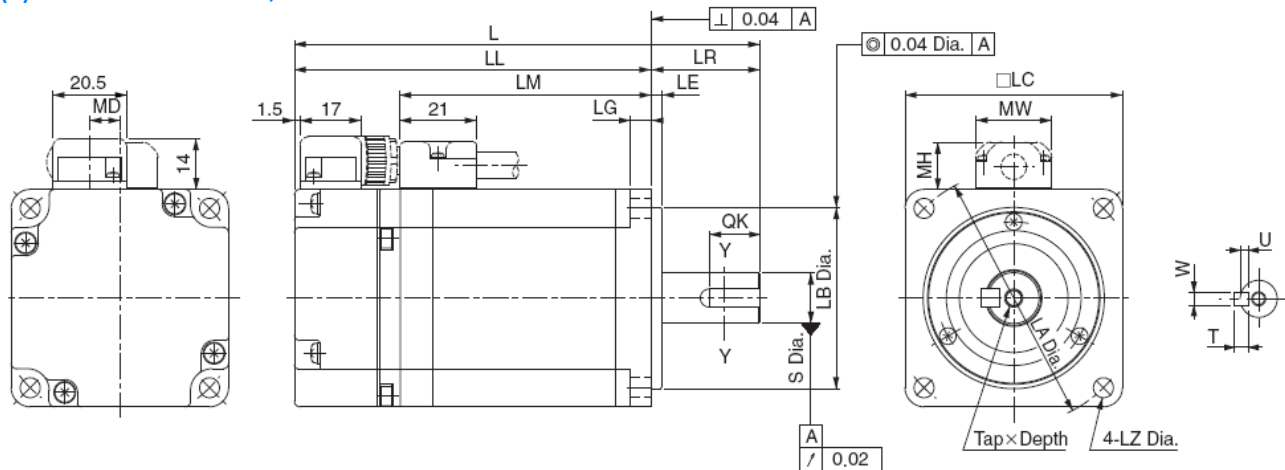 ⊥ 0.04 A
L
◎ 0.04 Dia. A
LL
LR
20.5
LM
LE
□LC
MD
1.5
17
21
LG
MW
14
MH
QK
Y
U
W
LB Dia.
LA Dia.
T
S Dia.
Y
A
Tap×Depth
4-LZ Dia.
↗ 0.02